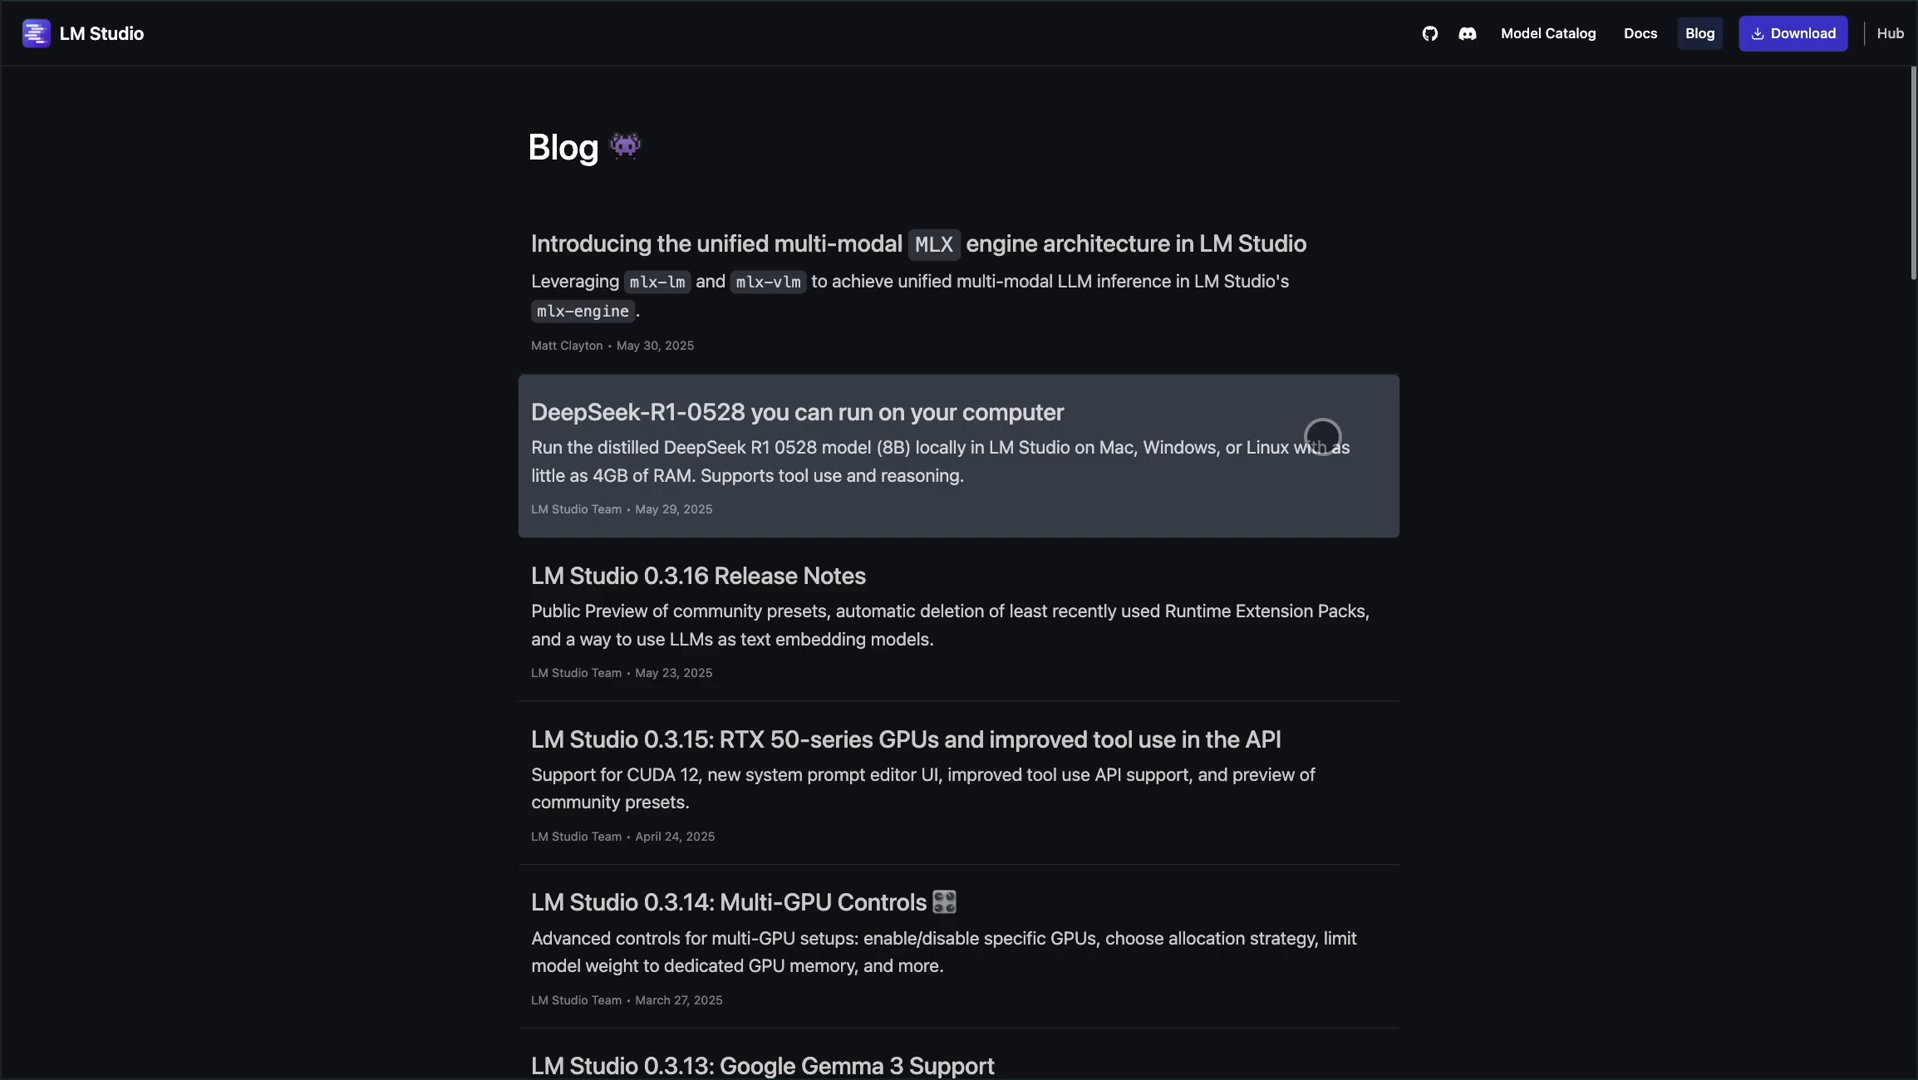 LM Studio
Model Catalog
Docs
Blog
Download
Hub
Blog
Introducing the unified multi-modal MLX engine architecture in LM Studio
Leveraging mlx-lm and mlx-vlm to achieve unified multi-modal LLM inference in LM Studio's
mlx-engine.
Matt Clayton • May 30, 2025
DeepSeek-R1-0528 you can run on your computer
Run the distilled DeepSeek R1 0528 model (8B) locally in LM Studio on Mac, Windows, or Linux with as
little as 4GB of RAM. Supports tool use and reasoning.
LM Studio Team • May 29, 2025
LM Studio 0.3.16 Release Notes
Public Preview of community presets, automatic deletion of least recently used Runtime Extension Packs,
and a way to use LLMs as text embedding models.
LM Studio Team • May 23, 2025
LM Studio 0.3.15: RTX 50-series GPUs and improved tool use in the API
Support for CUDA 12, new system prompt editor UI, improved tool use API support, and preview of
community presets.
LM Studio Team • April 24, 2025
LM Studio 0.3.14: Multi-GPU Controls
Advanced controls for multi-GPU setups: enable/disable specific GPUs, choose allocation strategy, limit
model weight to dedicated GPU memory, and more.
LM Studio Team • March 27, 2025
LM Studio 0.3.13: Google Gemma 3 Support